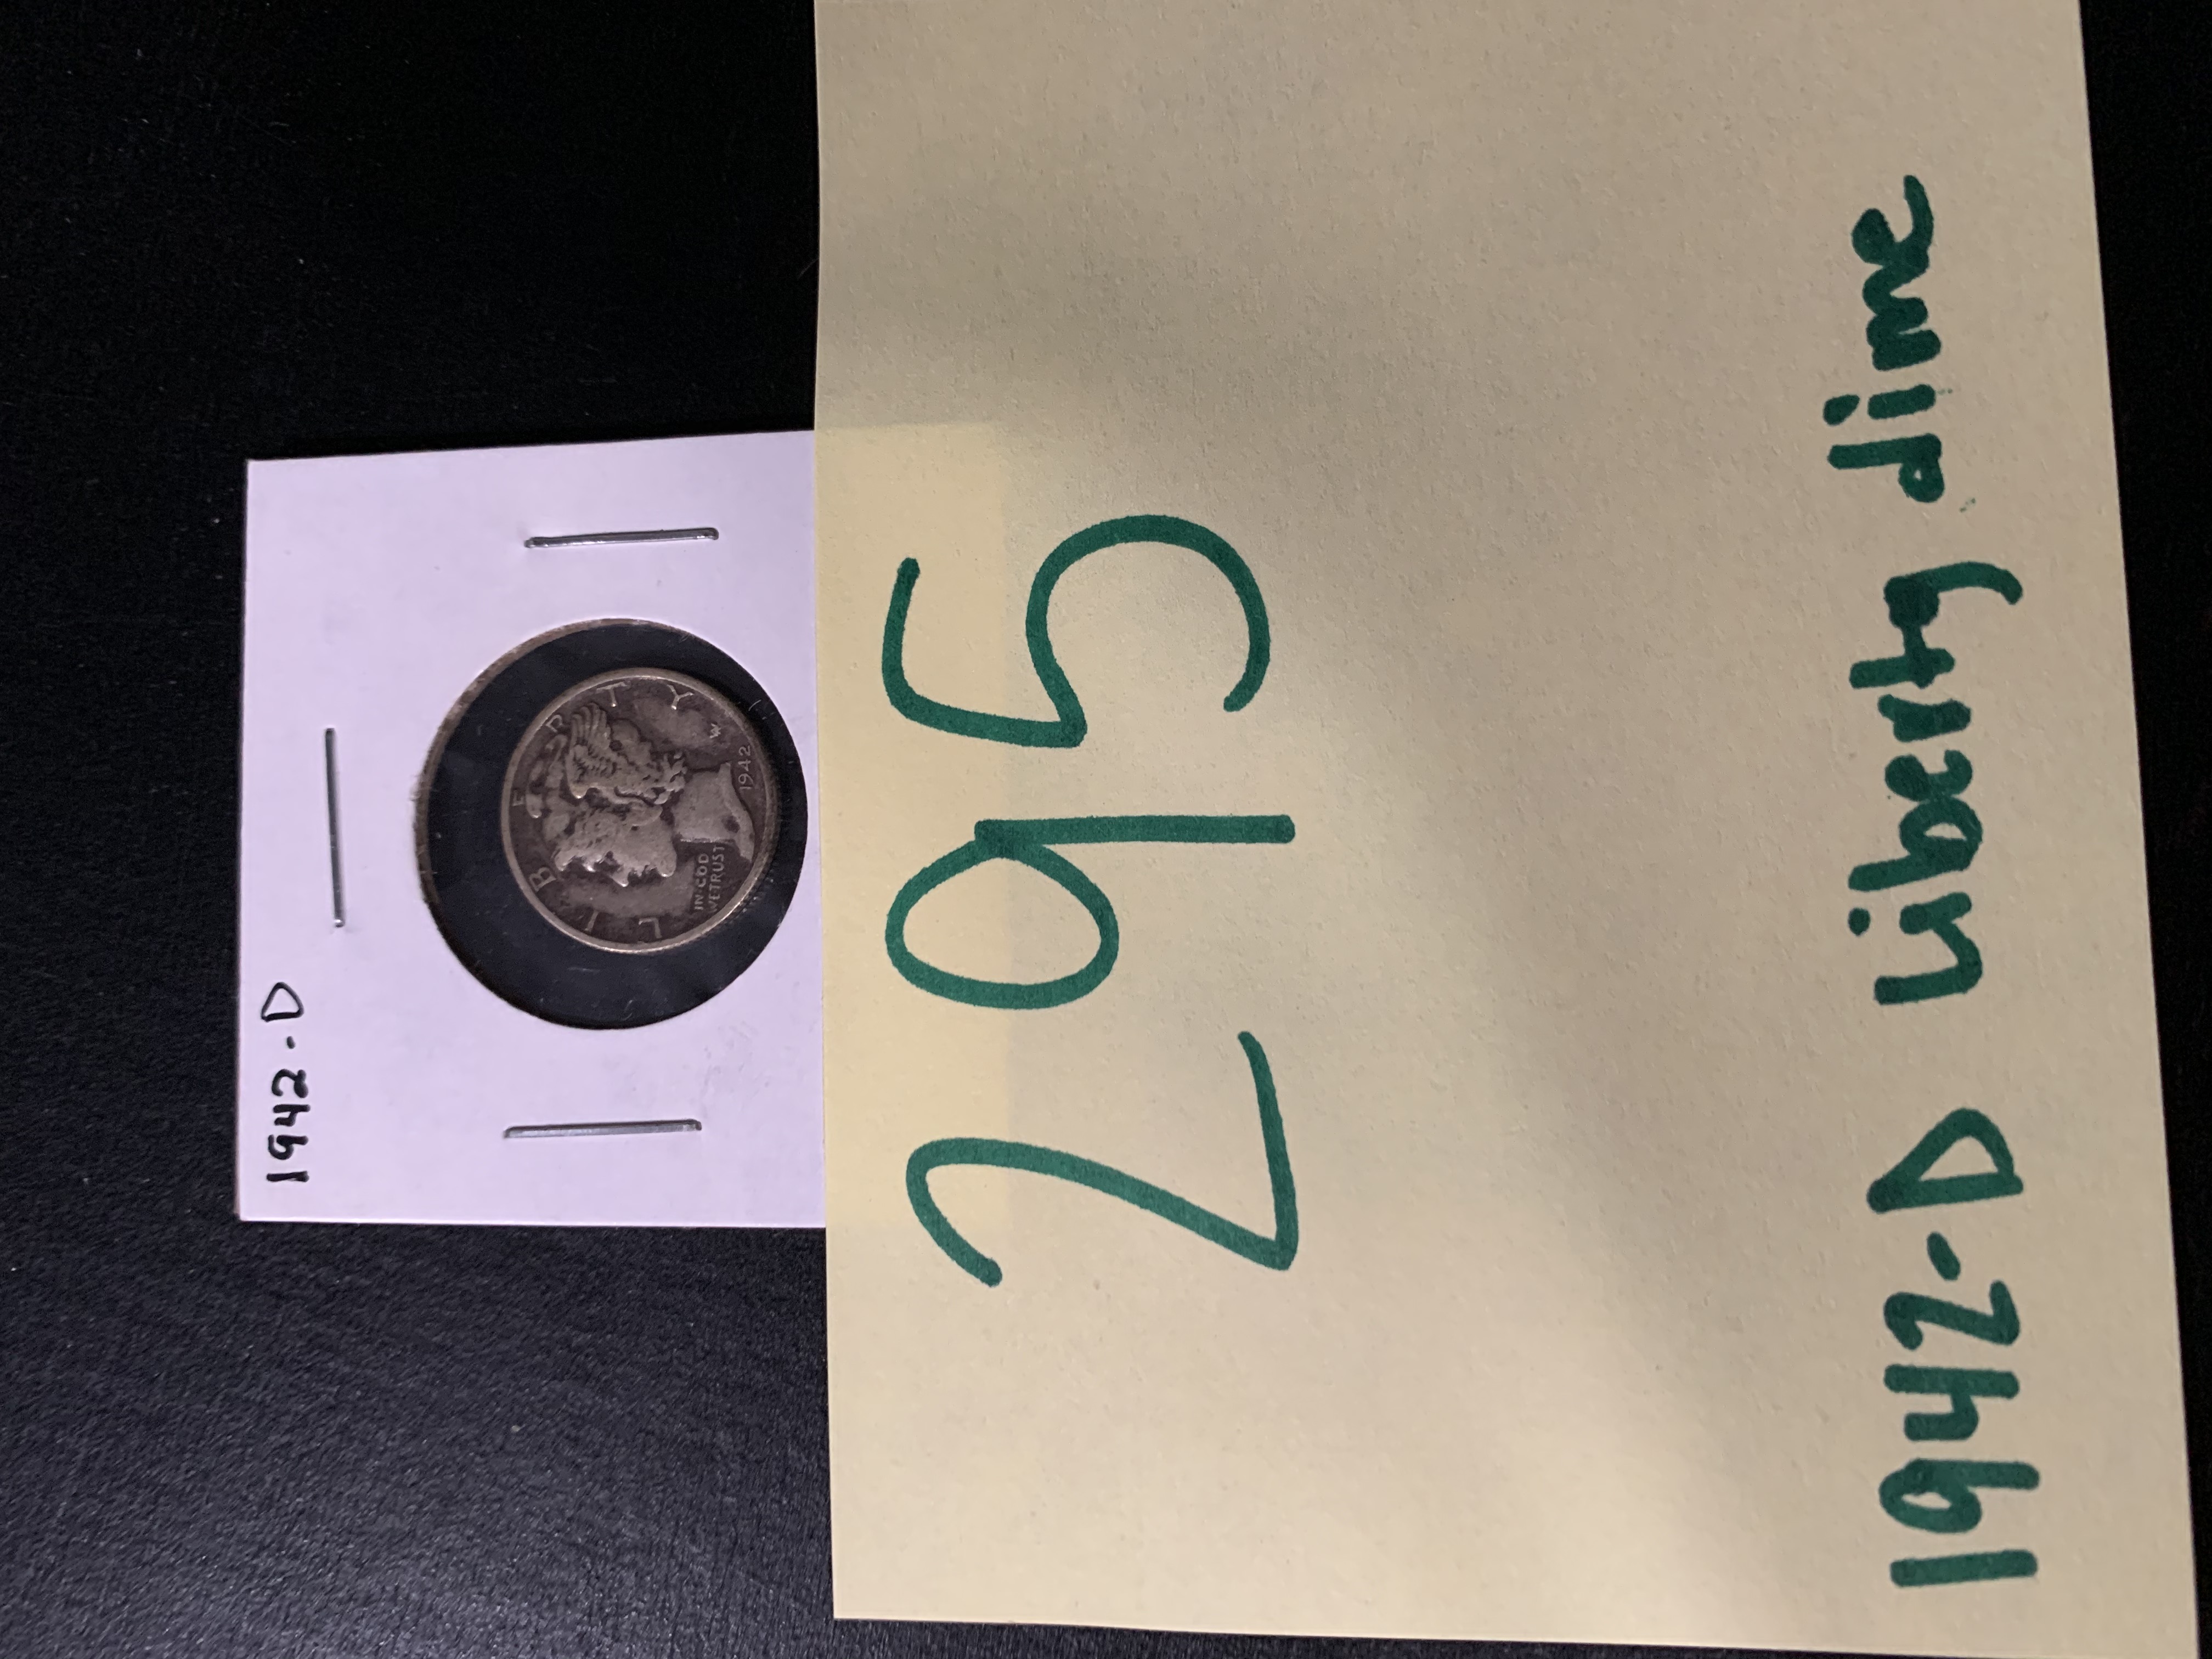 1942-D
LIBERTY
IN GOD
WE TRUST
W
1942
295
1942-D Liberty dime